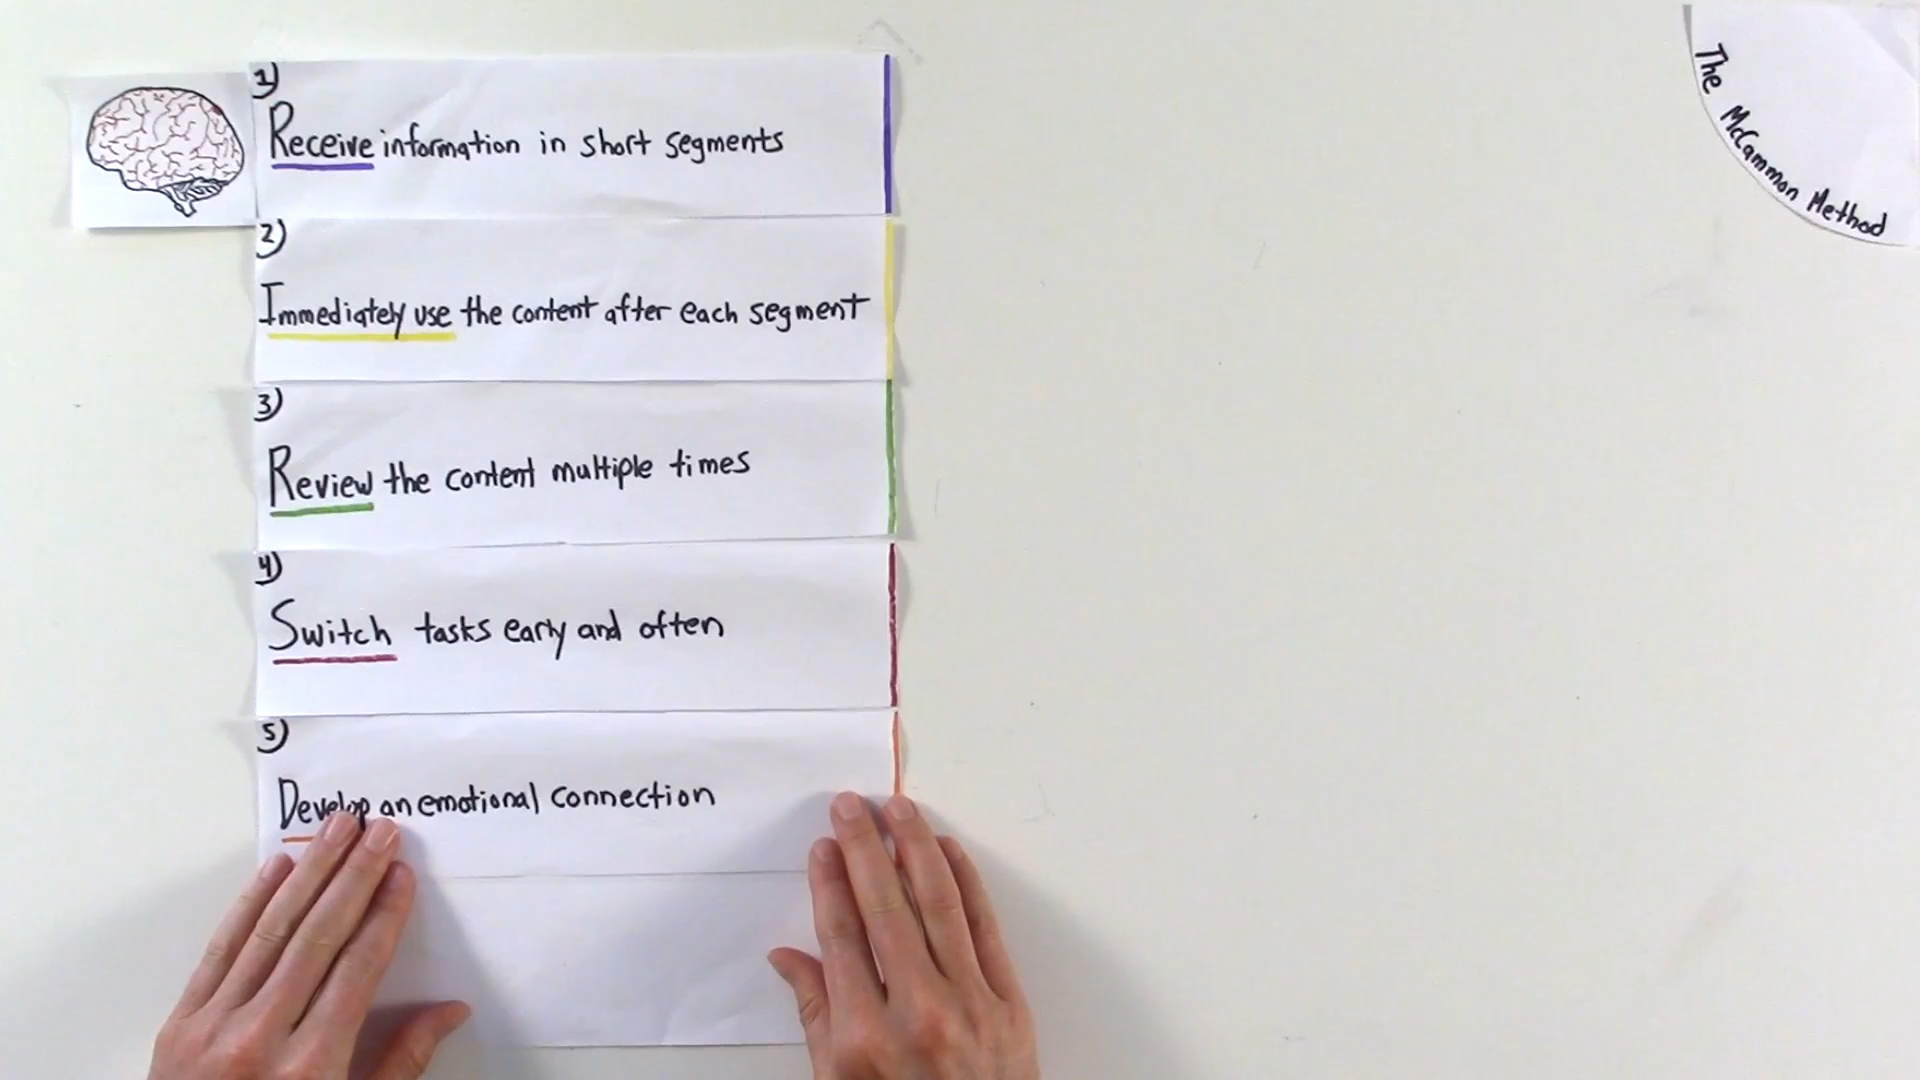 1)
Receive information in short segments
2)
Immediately use the content after each segment
3)
Review the content multiple times
4)
Switch tasks early and often
5)
Develop an emotional connection
The McCammon Method